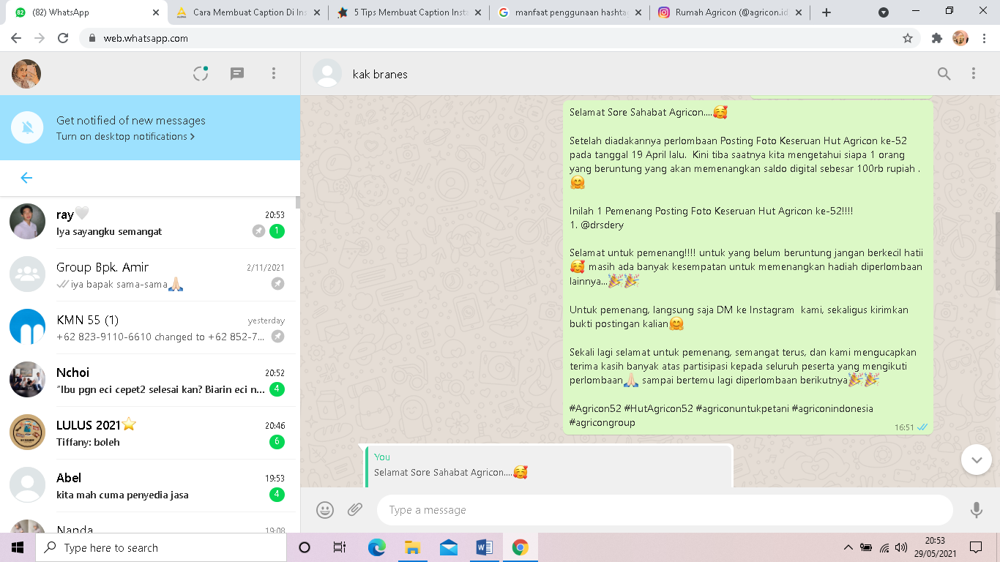 (82) WhatsApp
Cara Membuat Caption Di Ins
5 Tips Membuat Caption Insta
manfaat penggunaan hashta
Rumah Agricon (@agricon.id
web.whatsapp.com
Get notified of new messages
Turn on desktop notifications >
ray
20:53
Iya sayangku semangat
1
Group Bpk. Amir
2/11/2021
iya bapak sama-sama
KMN 55 (1)
yesterday
+62 823-9110-6610 changed to +62 852-7...
Nchoi
20:52
"Ibu pgn eci cepet2 selesai kan? Biarin eci n...
4
LULUS 2021
20:46
Tiffany: boleh
6
Abel
19:53
kita mah cuma penyedia jasa
4
Nanda
19:08
kak branes
Selamat Sore Sahabat Agricon....🥰
Setelah diadakannya perlombaan Posting Foto Keseruan Hut Agricon ke-52
pada tanggal 19 April lalu. Kini tiba saatnya kita mengetahui siapa 1 orang
yang beruntung yang akan memenangkan saldo digital sebesar 100rb rupiah .
🤗
Inilah 1 Pemenang Posting Foto Keseruan Hut Agricon ke-52!!!!
1. @drsdery
Selamat untuk pemenang!!!! untuk yang belum beruntung jangan berkecil hatii
🥰 masih ada banyak kesempatan untuk memenangkan hadiah diperlombaan
lainnya...🎉🎉
Untuk pemenang, langsung saja DM ke Instagram kami, sekaligus kirimkan
bukti postingan kalian🤗
Sekali lagi selamat untuk pemenang, semangat terus, dan kami mengucapkan
terima kasih banyak atas partisipasi kepada seluruh peserta yang mengikuti
perlombaan🙏🏻 sampai bertemu lagi diperlombaan berikutnya🎉🎉
#Agricon52 #HutAgricon52 #agriconuntukpetani #agriconindonesia
#agricongroup
16:51
You
Selamat Sore Sahabat Agricon....🥰
Type a message
Type here to search
20:53
29/05/2021